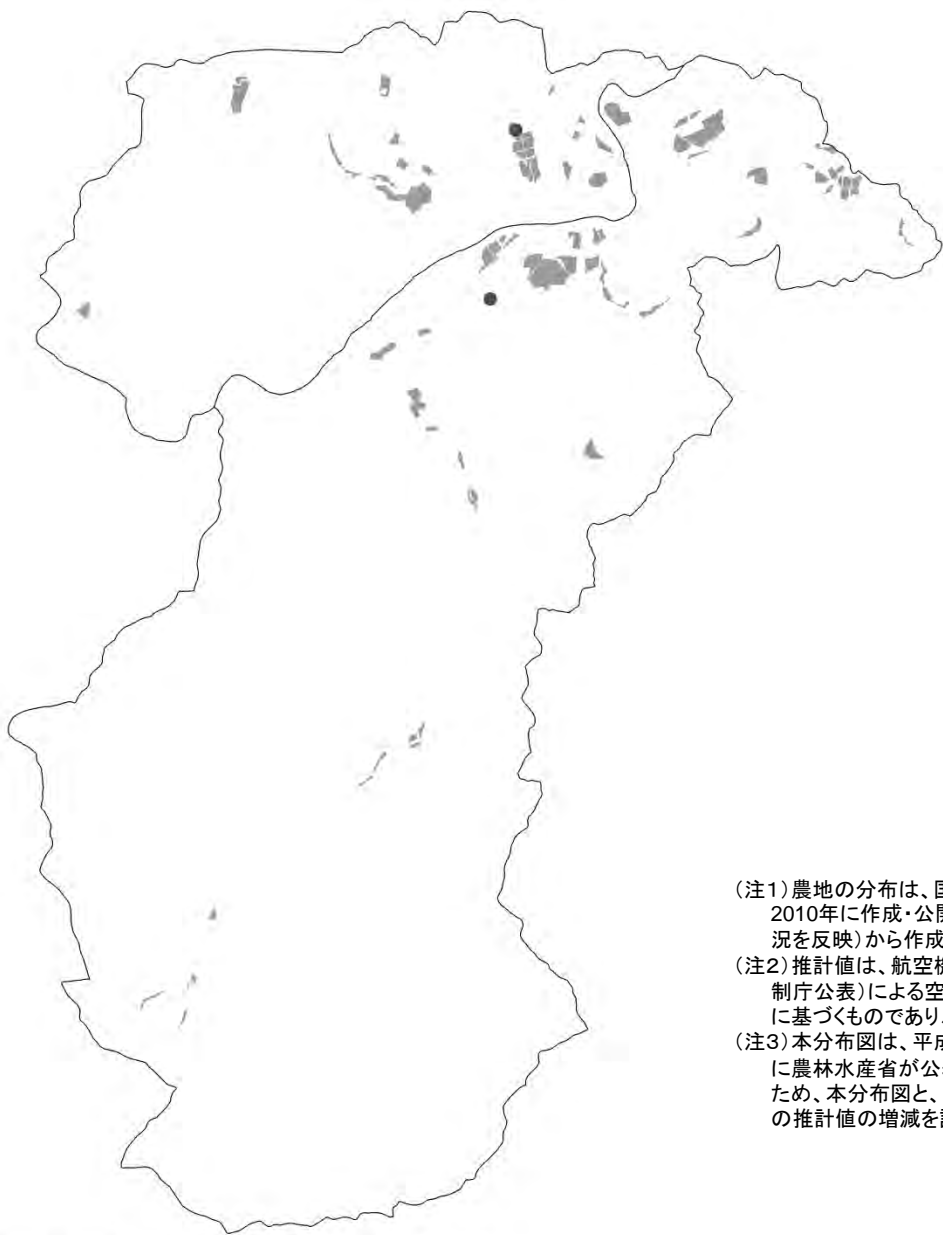 （注1）農地の分布は、国
2010年に作成・公開
況を反映）から作成
（注2）推計値は、航空機
制庁公表）による空
に基づくものであり、
（注3）本分布図は、平成
に農林水産省が公
ため、本分布図と、
の推計値の増減を